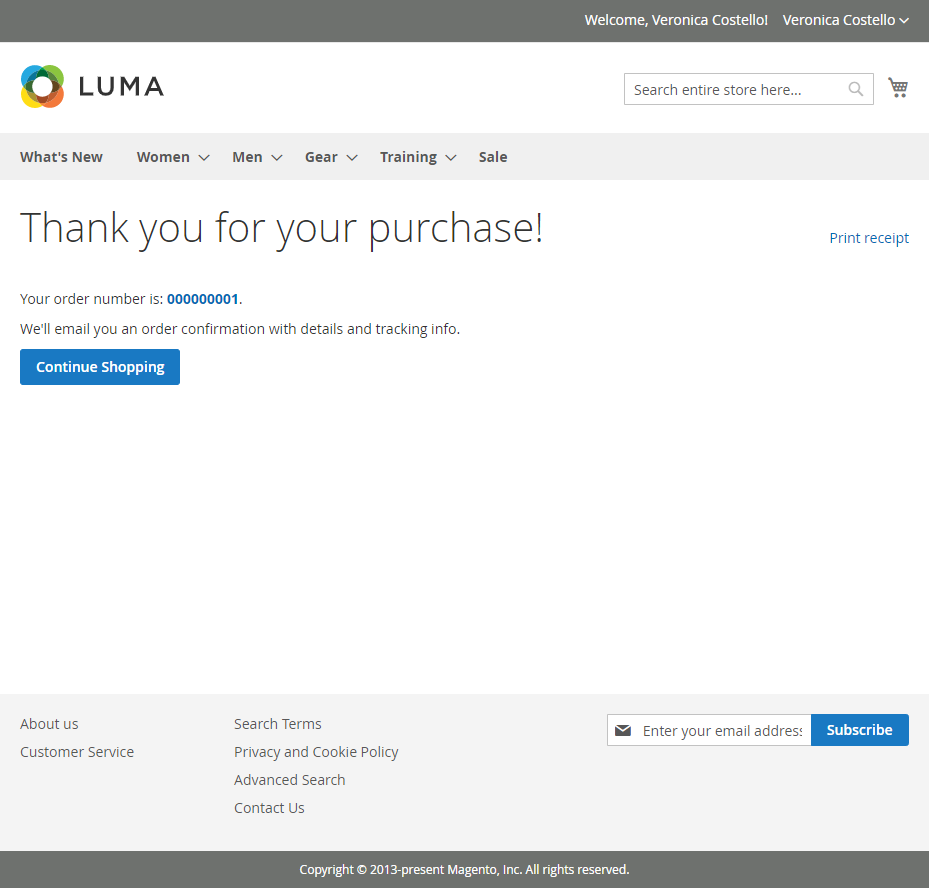 Welcome, Veronica Costello! Veronica Costello
LUMA
Search entire store here...
What's New Women Men Gear Training Sale
Thank you for your purchase!
Print receipt
Your order number is: 000000001.
We'll email you an order confirmation with details and tracking info.
Continue Shopping
About us
Customer Service
Search Terms
Privacy and Cookie Policy
Advanced Search
Contact Us
Enter your email address
Subscribe
Copyright © 2013-present Magento, Inc. All rights reserved.